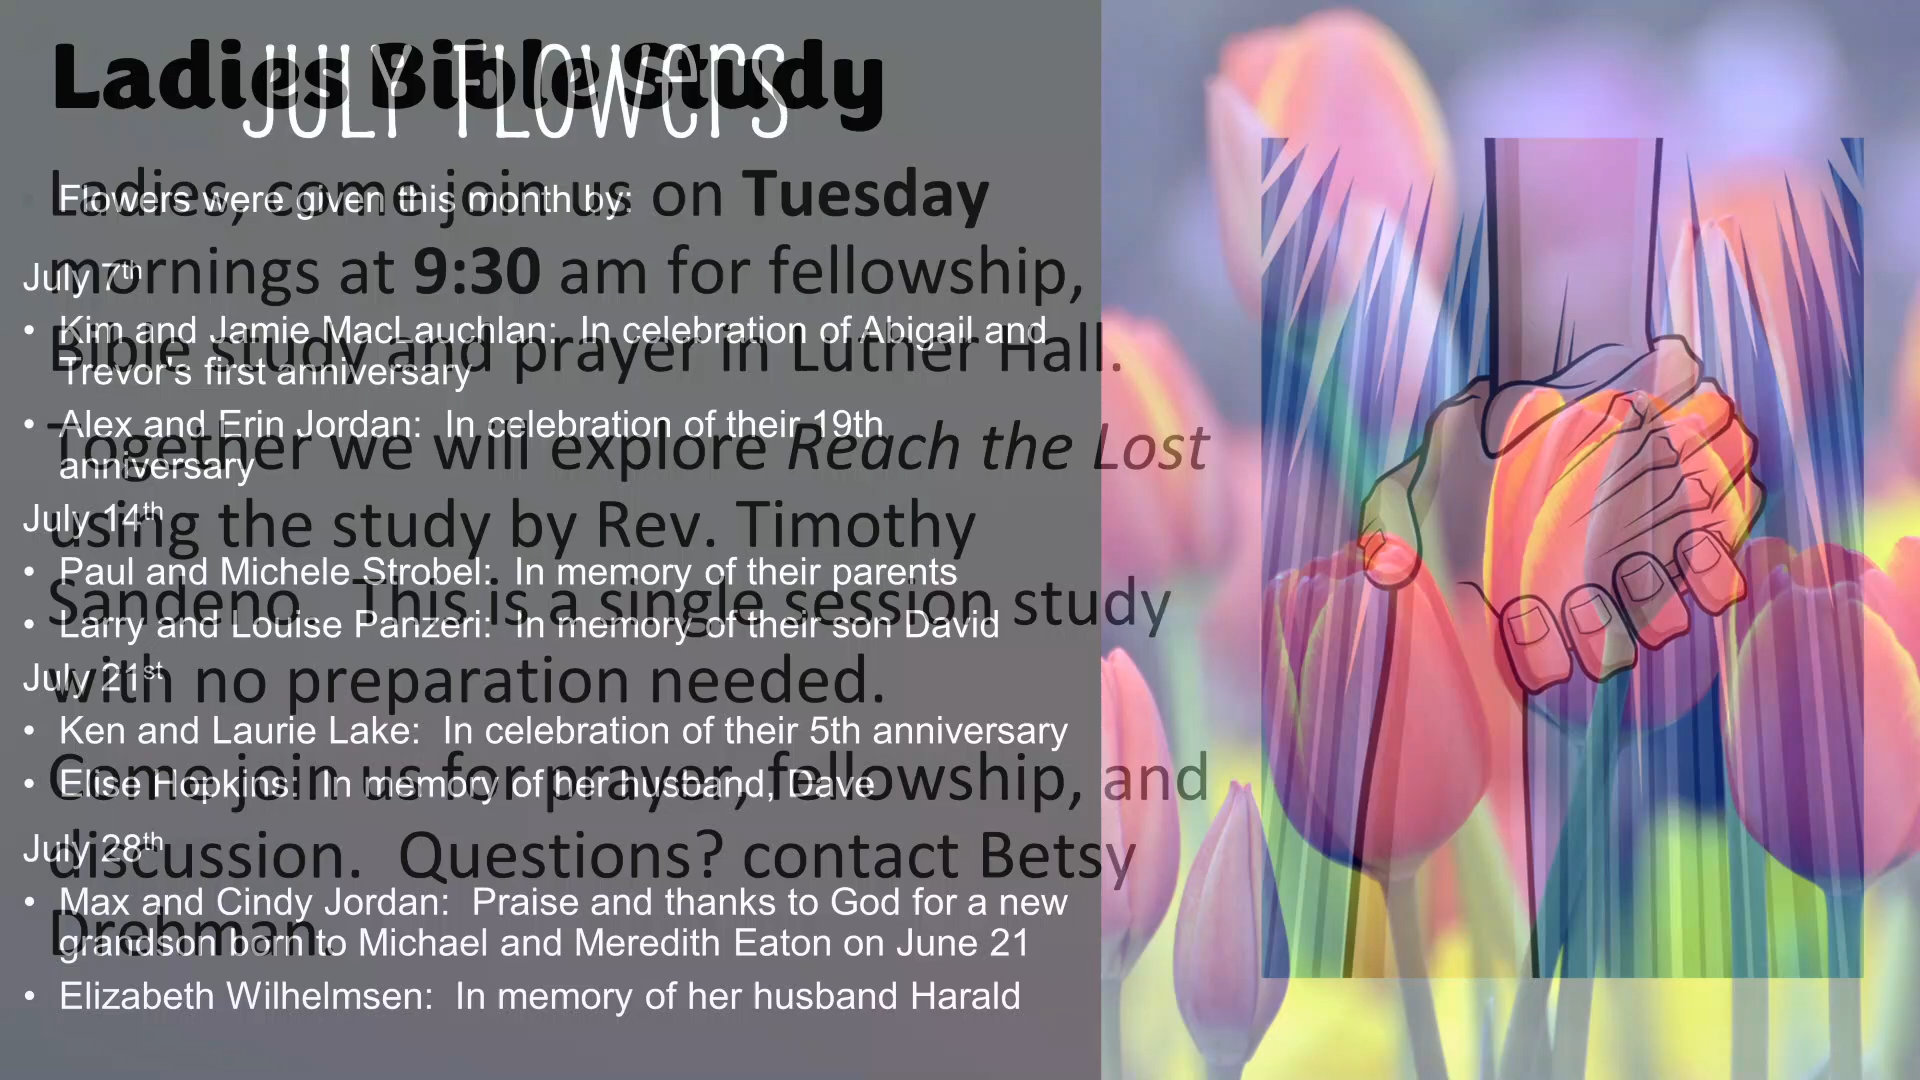 Ladies Bible Study
Ladies, come join us on Tuesday
mornings at 9:30 am for fellowship,
Bible study and prayer in Luther Hall.
Together we will explore Reach the Lost
using the study by Rev. Timothy
Sandeno. This is a single session study
with no preparation needed.
Come join us for prayer, fellowship, and
discussion.  Questions? contact Betsy
Drehman.
JULY FLOWERS
Flowers were given this month by:
July 7th
• Kim and Jamie MacLauchlan:  In celebration of Abigail and
Trevor's first anniversary
• Alex and Erin Jordan:  In celebration of their 19th
anniversary
July 14th
• Paul and Michele Strobel:  In memory of their parents
• Larry and Louise Panzeri:  In memory of their son David
July 21st
• Ken and Laurie Lake:  In celebration of their 5th anniversary
• Elise Hopkins:  In memory of her husband, Dave
July 28th
• Max and Cindy Jordan:  Praise and thanks to God for a new
grandson born to Michael and Meredith Eaton on June 21
• Elizabeth Wilhelmsen:  In memory of her husband Harald